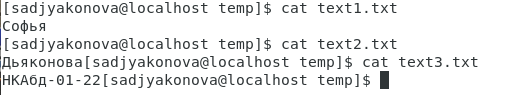 [sadjyakonova@localhost temp]$ cat text1.txt
Софья
[sadjyakonova@localhost temp]$ cat text2.txt
Дьяконова[sadjyakonova@localhost temp]$ cat text3.txt
НКАбд-01-22[sadjyakonova@localhost temp]$